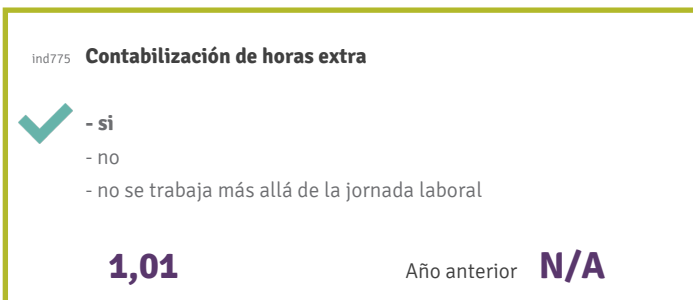 ind775 Contabilización de horas extra
- si
- no
- no se trabaja más allá de la jornada laboral
1,01 Año anterior N/A